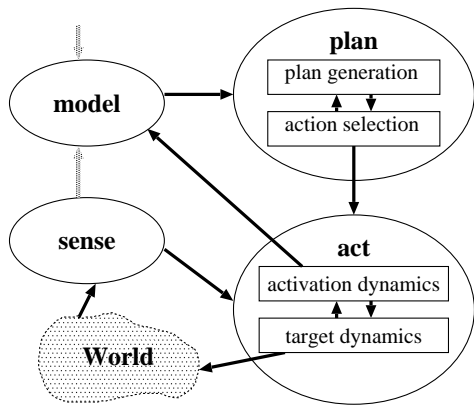 plan
plan generation
action selection
model
sense
act
activation dynamics
target dynamics
World